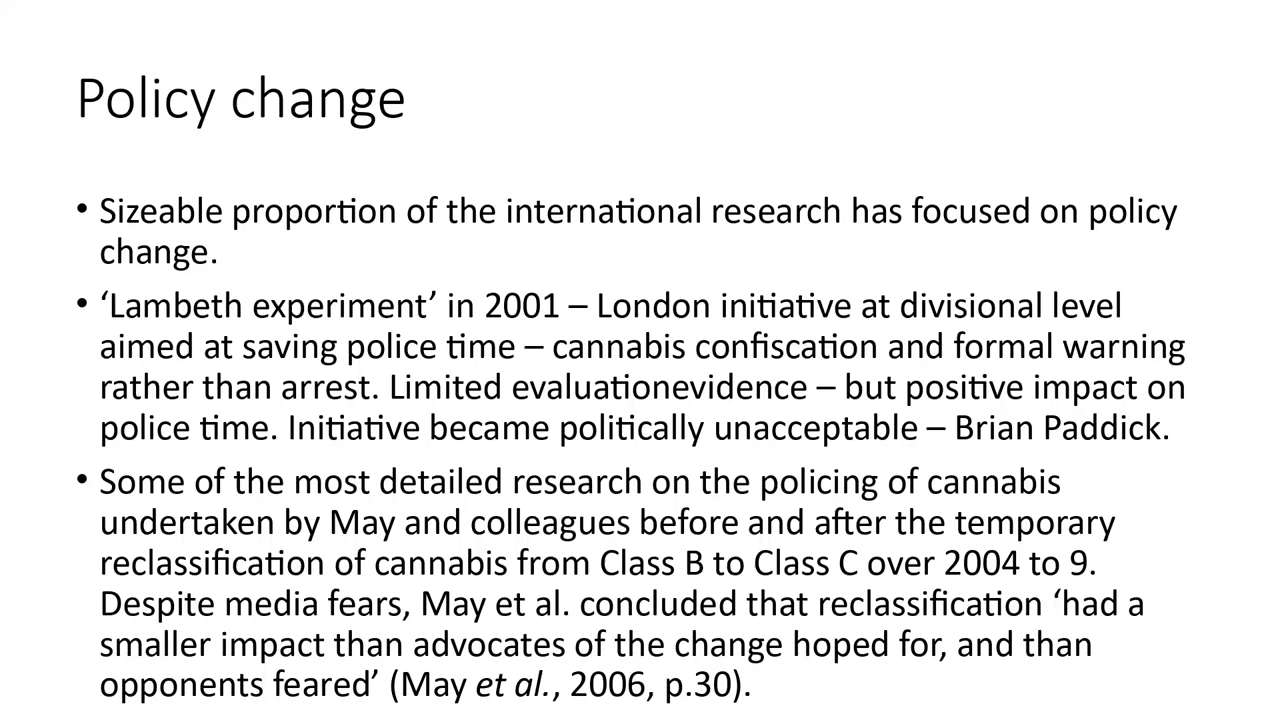 Policy change
• Sizeable proportion of the international research has focused on policy
change.
• ‘Lambeth experiment’ in 2001 – London initiative at divisional level
aimed at saving police time – cannabis confiscation and formal warning
rather than arrest. Limited evaluationevidence – but positive impact on
police time. Initiative became politically unacceptable – Brian Paddick.
• Some of the most detailed research on the policing of cannabis
undertaken by May and colleagues before and after the temporary
reclassification of cannabis from Class B to Class C over 2004 to 9.
Despite media fears, May et al. concluded that reclassification ‘had a
smaller impact than advocates of the change hoped for, and than
opponents feared’ (May et al., 2006, p.30).